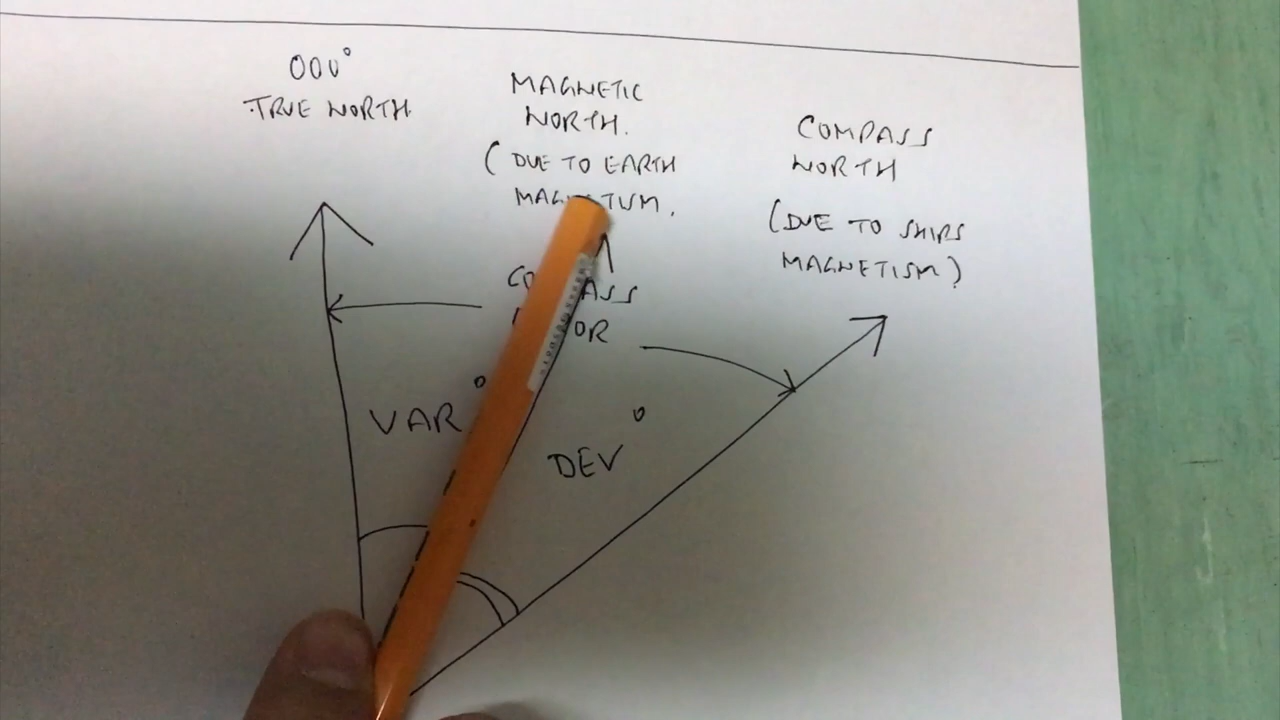 000°
TRUE NORTH
MAGNETIC
NORTH.
(DUE TO EARTH
COMPASS
NORTH
(DUE TO SHIPS
MAGNETISM)
VAR°
DEV°